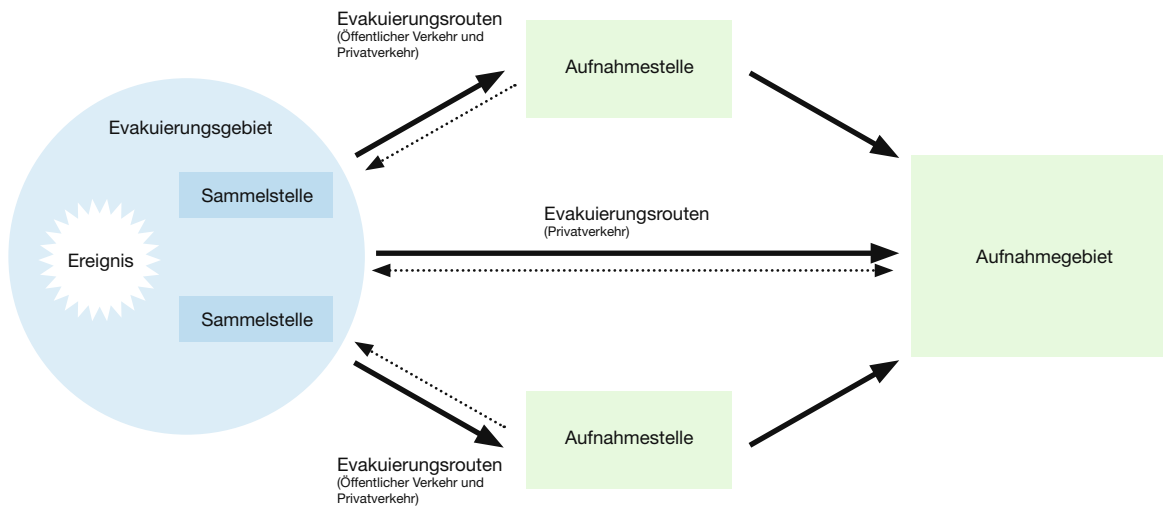 Evakuierungsrouten
(Öffentlicher Verkehr und
Privatverkehr)
Aufnahmestelle
Evakuierungsgebiet
Sammelstelle
Evakuierungsrouten
(Privatverkehr)
Ereignis
Aufnahmegebiet
Sammelstelle
Aufnahmestelle
Evakuierungsrouten
(Öffentlicher Verkehr und
Privatverkehr)